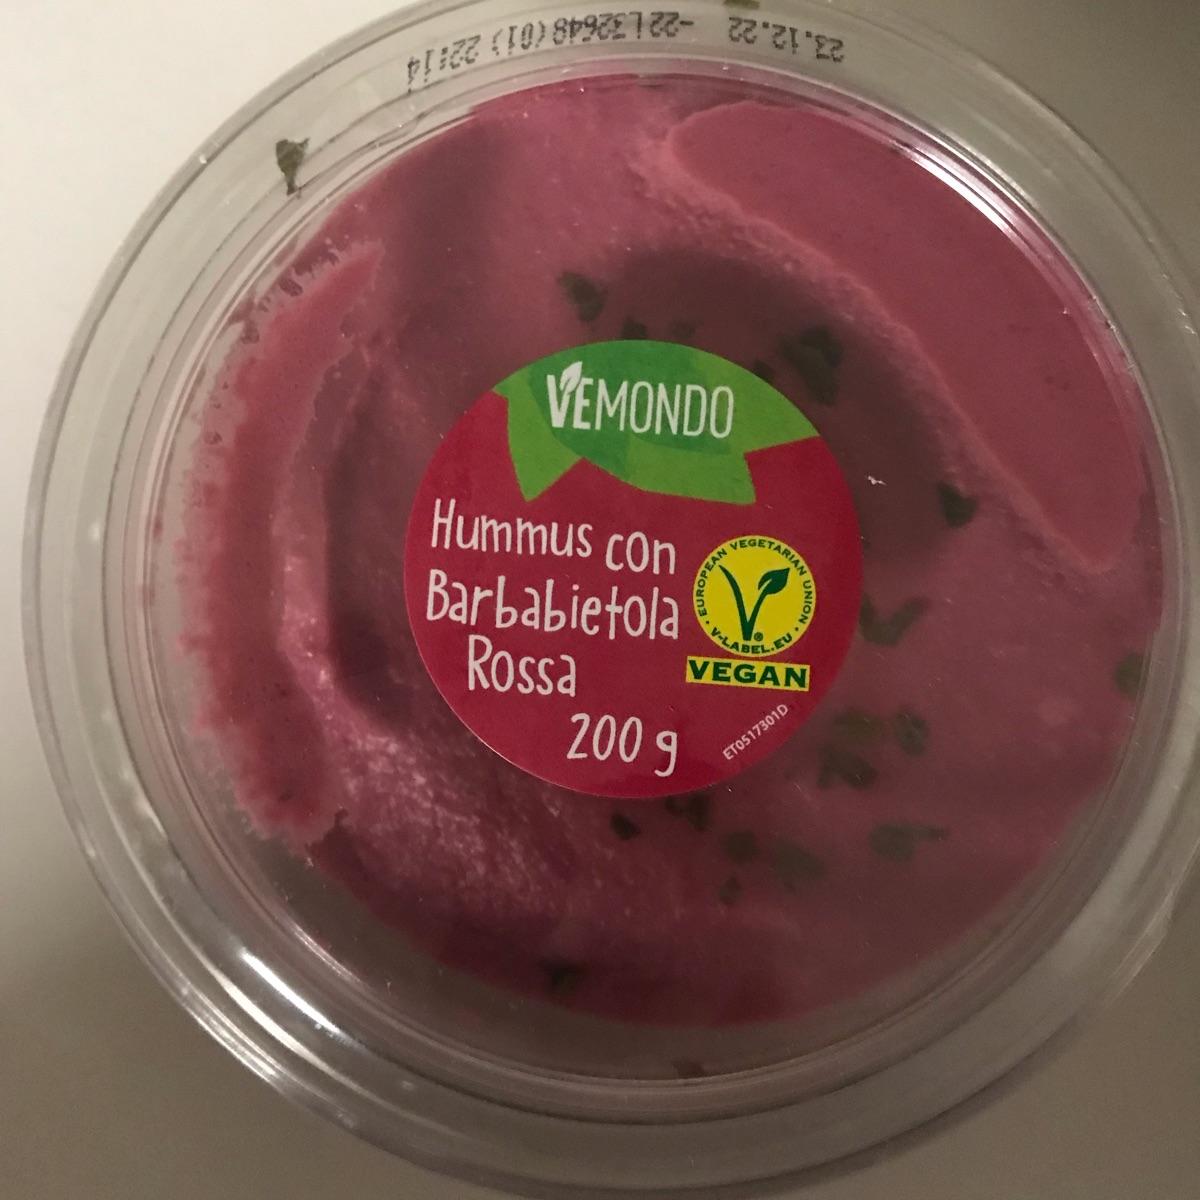 23.12.22 -22L32648(01) 22:14
VEMONDO
Hummus con
Barbabietola
Rossa
200 g
EUROPEAN VEGETARIAN UNION
V-LABEL.EU
VEGAN
ET0517301D